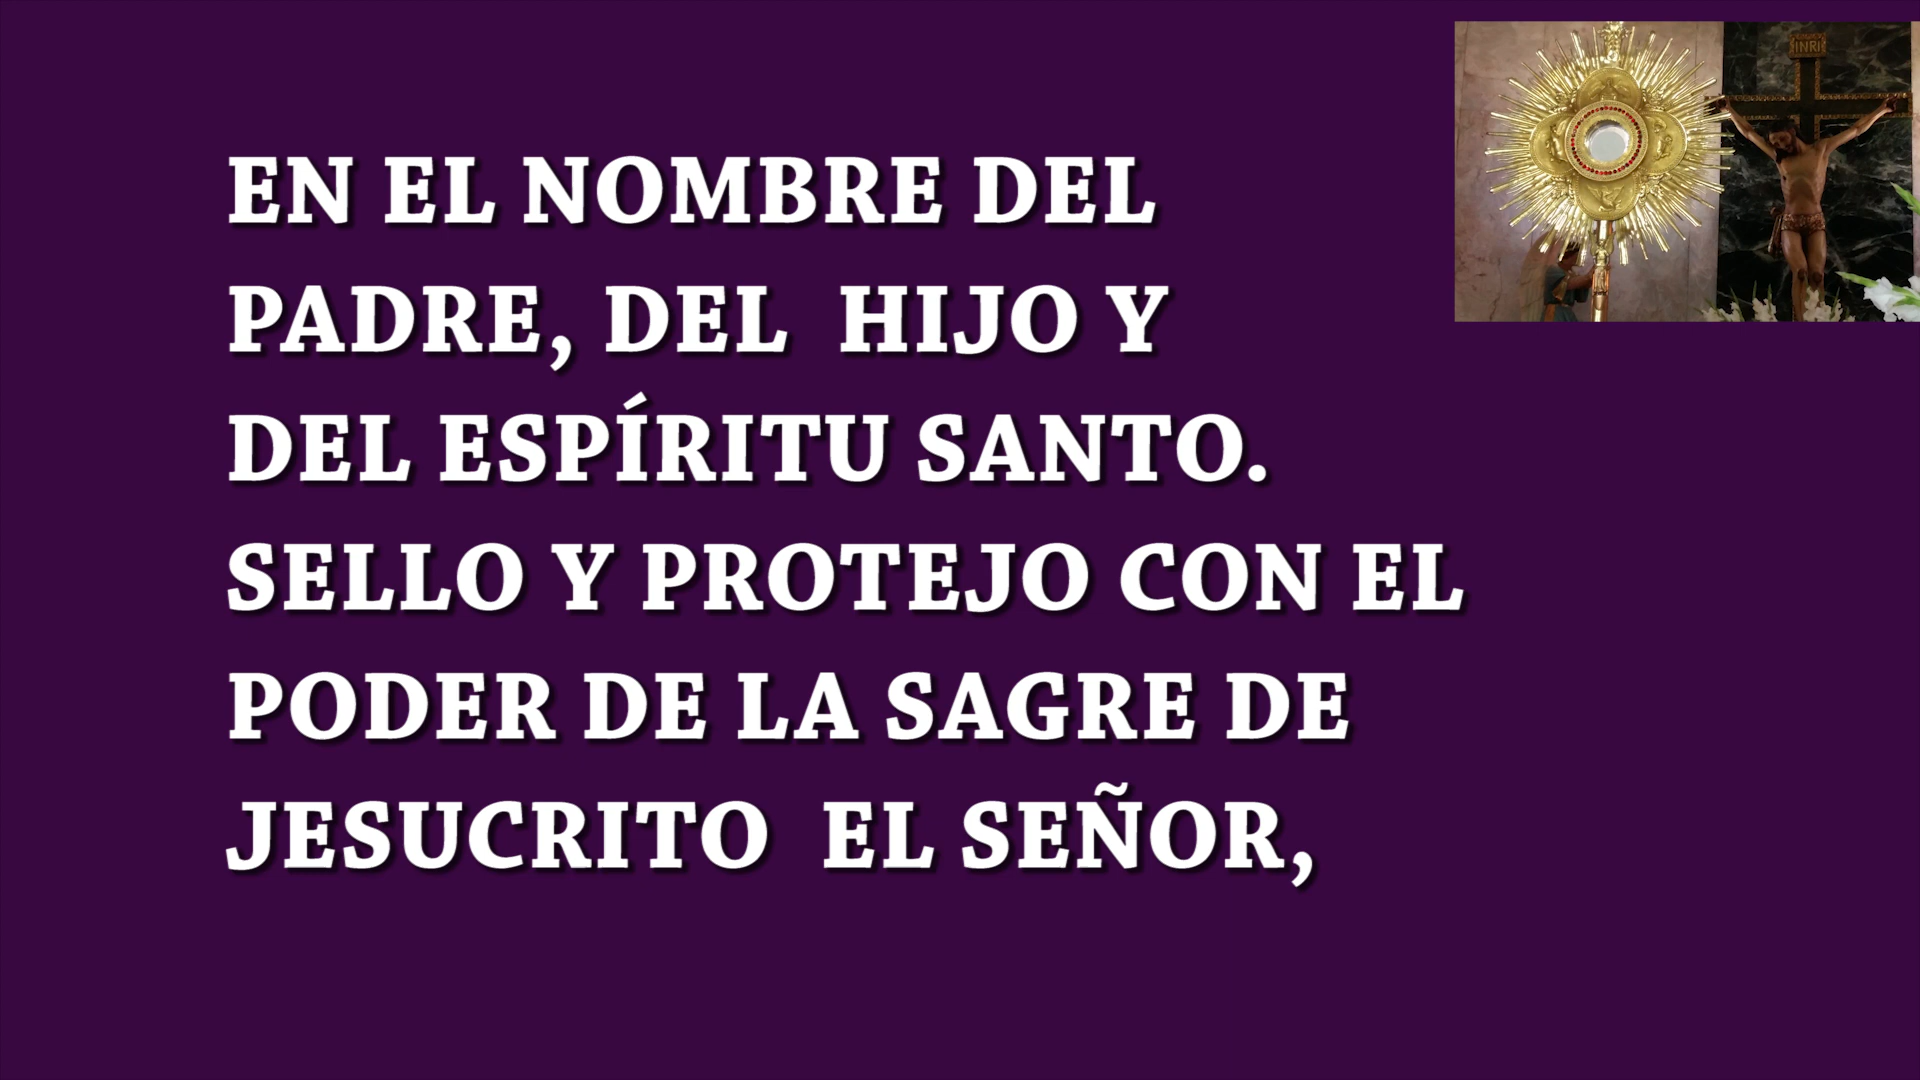 EN EL NOMBRE DEL
PADRE, DEL HIJO Y
DEL ESPÍRITU SANTO.
SELLO Y PROTEJO CON EL
PODER DE LA SAGRE DE
JESUCRITO EL SEÑOR,
INRI